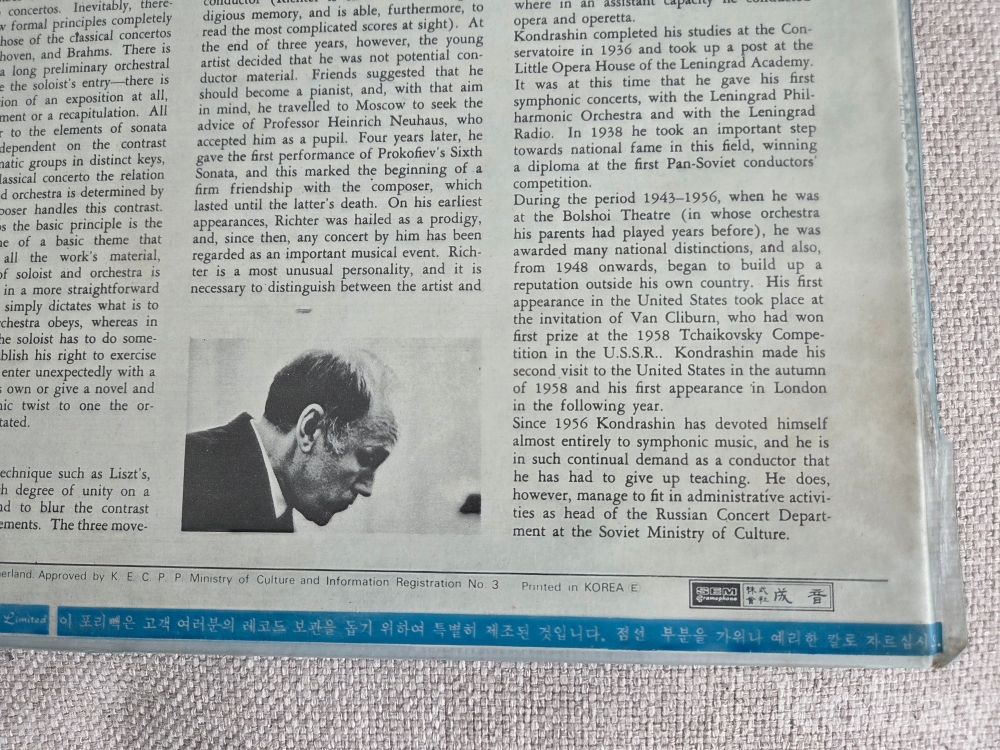 concertos. Inevitably, there-
formal principles completely
hose of the classical concertos
hoven, and Brahms. There is
a long preliminary orchestral
e the soloist's entry—there is
ion of an exposition at all,
ment or a recapitulation. All
r to the elements of sonata
dependent on the contrast
matic groups in distinct keys,
lassical concerto the relation
d orchestra is determined by
poser handles this contrast.
s the basic principle is the
e of a basic theme that
all the work's material,
of soloist and orchestra is
in a more straightforward
simply dictates what is to
chestra obeys, whereas in
he soloist has to do some-
blish his right to exercise
enter unexpectedly with a
s own or give a novel and
nic twist to one the or-
tated.
echnique such as Liszt's,
h degree of unity on a
nd to blur the contrast
ements. The three move-
digious memory, and is able, furthermore, to
read the most complicated scores at sight). At
the end of three years, however, the young
artist decided that he was not potential con-
ductor material. Friends suggested that he
should become a pianist, and, with that aim
in mind, he travelled to Moscow to seek the
advice of Professor Heinrich Neuhaus, who
accepted him as a pupil. Four years later, he
gave the first performance of Prokofiev's Sixth
Sonata, and this marked the beginning of a
firm friendship with the composer, which
lasted until the latter's death. On his earliest
appearances, Richter was hailed as a prodigy,
and, since then, any concert by him has been
regarded as an important musical event. Rich-
ter is a most unusual personality, and it is
necessary to distinguish between the artist and
where in an assistant capacity he conducted
opera and operetta.
Kondrashin completed his studies at the Con-
servatoire in 1936 and took up a post at the
Little Opera House of the Leningrad Academy.
It was at this time that he gave his first
symphonic concerts, with the Leningrad Phil-
harmonic Orchestra and with the Leningrad
Radio. In 1938 he took an important step
towards national fame in this field, winning
a diploma at the first Pan-Soviet conductors'
competition.
During the period 1943–1956, when he was
at the Bolshoi Theatre (in whose orchestra
his parents had played years before), he was
awarded many national distinctions, and also,
from 1948 onwards, began to build up a
reputation outside his own country. His first
appearance in the United States took place at
the invitation of Van Cliburn, who had won
first prize at the 1958 Tchaikovsky Compe-
tition in the U.S.S.R.. Kondrashin made his
second visit to the United States in the autumn
of 1958 and his first appearance in London
in the following year.
Since 1956 Kondrashin has devoted himself
almost entirely to symphonic music, and he is
in such continual demand as a conductor that
he has had to give up teaching. He does,
however, manage to fit in administrative activi-
ties as head of the Russian Concert Depart-
ment at the Soviet Ministry of Culture.
erland. Approved by K. E. C. P. P. Ministry of Culture and Information Registration No. 3 Printed in KOREA (E)
SEM gramophone 株式會社 成音
Limited 이 포리빽은 고객 여러분의 레코드 보관을 돕기 위하여 특별히 제조된 것입니다. 점선 부분을 가위나 예리한 칼로 자르십시